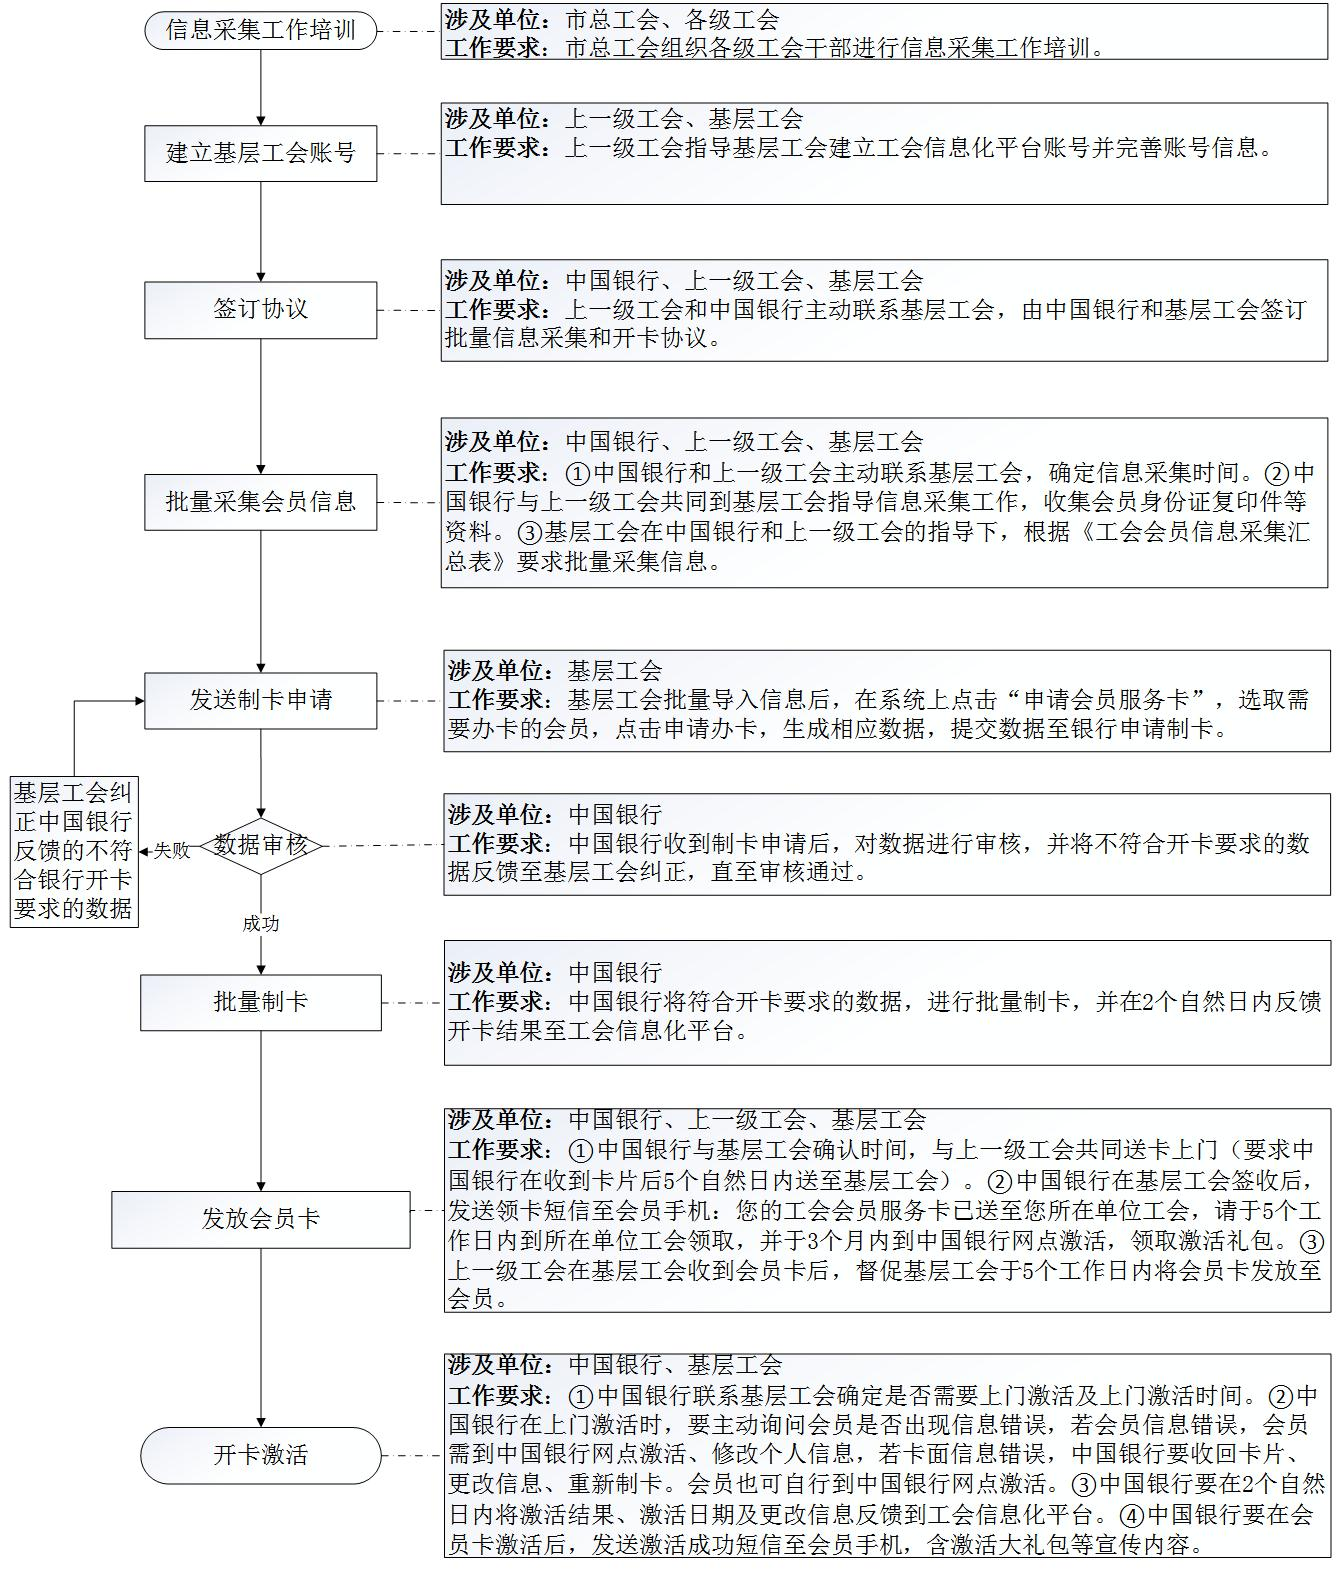 信息采集工作培训
涉及单位：市总工会、各级工会
工作要求：市总工会组织各级工会干部进行信息采集工作培训。
建立基层工会账号
涉及单位：上一级工会、基层工会
工作要求：上一级工会指导基层工会建立工会信息化平台账号并完善账号信息。
签订协议
涉及单位：中国银行、上一级工会、基层工会
工作要求：上一级工会和中国银行主动联系基层工会，由中国银行和基层工会签订
批量信息采集和开卡协议。
批量采集会员信息
涉及单位：中国银行、上一级工会、基层工会
工作要求：①中国银行和上一级工会主动联系基层工会，确定信息采集时间。②中
国银行与上一级工会共同到基层工会指导信息采集工作，收集会员身份证复印件等
资料。③基层工会在中国银行和上一级工会的指导下，根据《工会会员信息采集汇
总表》要求批量采集信息。
发送制卡申请
涉及单位：基层工会
工作要求：基层工会批量导入信息后，在系统上点击“申请会员服务卡”，选取需
要办卡的会员，点击申请办卡，生成相应数据，提交数据至银行申请制卡。
基层工会纠
正中国银行
反馈的不符
合银行开卡
要求的数据
失败
数据审核
涉及单位：中国银行
工作要求：中国银行收到制卡申请后，对数据进行审核，并将不符合开卡要求的数
据反馈至基层工会纠正，直至审核通过。
成功
批量制卡
涉及单位：中国银行
工作要求：中国银行将符合开卡要求的数据，进行批量制卡，并在2个自然日内反馈
开卡结果至工会信息化平台。
发放会员卡
涉及单位：中国银行、上一级工会、基层工会
工作要求：①中国银行与基层工会确认时间，与上一级工会共同送卡上门（要求中
国银行在收到卡片后5个自然日内送至基层工会）。②中国银行在基层工会签收后，
发送领卡短信至会员手机：您的工会会员服务卡已送至您所在单位工会，请于5个工
作日内到所在单位工会领取，并于3个月内到中国银行网点激活，领取激活礼包。③
上一级工会在基层工会收到会员卡后，督促基层工会于5个工作日内将会员卡发放至
会员。
开卡激活
涉及单位：中国银行、基层工会
工作要求：①中国银行联系基层工会确定是否需要上门激活及上门激活时间。②中
国银行在上门激活时，要主动询问会员是否出现信息错误，若会员信息错误，会员
需到中国银行网点激活、修改个人信息，若卡面信息错误，中国银行要收回卡片、
更改信息、重新制卡。会员也可自行到中国银行网点激活。③中国银行要在2个自然
日内将激活结果、激活日期及更改信息反馈到工会信息化平台。④中国银行要在会
员卡激活后，发送激活成功短信至会员手机，含激活大礼包等宣传内容。